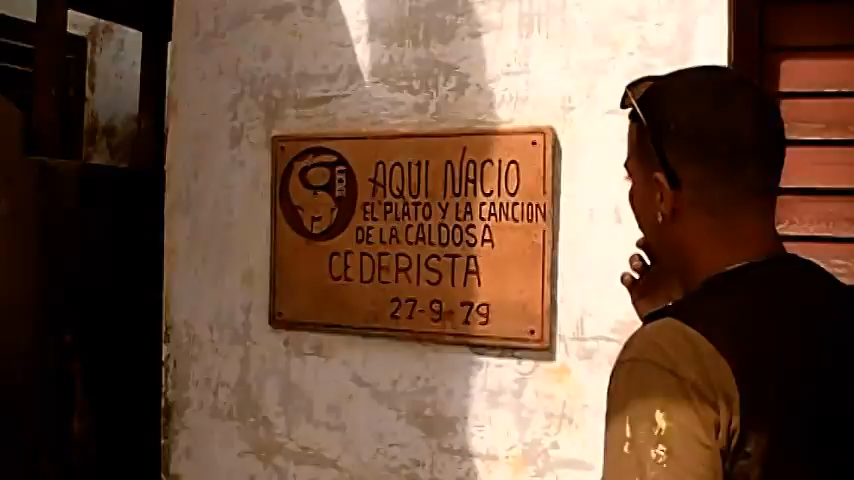 AQUI NACIO
EL PLATO Y LA CANCION
DE LA CALDOSA
CEDERISTA
27-9-79